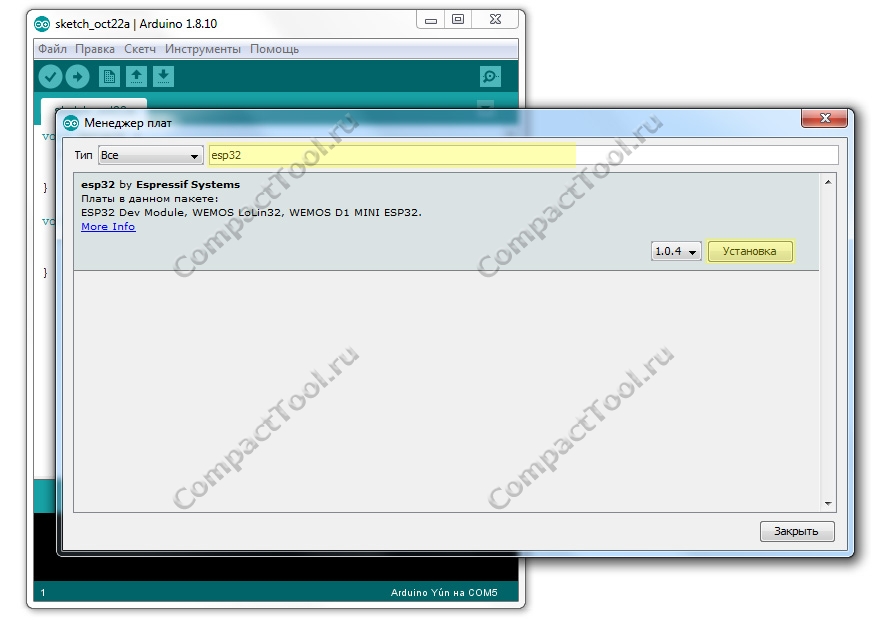 sketch_oct22a | Arduino 1.8.10
Файл Правка Скетч Инструменты Помощь
Менеджер плат
Тип Все esp32
esp32 by Espressif Systems
Платы в данном пакете:
ESP32 Dev Module, WEMOS LoLin32, WEMOS D1 MINI ESP32.
More Info
1.0.4 Установка
}
}
CompactTool.ru
CompactTool.ru
CompactTool.ru
CompactTool.ru
Закрыть
1 Arduino Yún на COM5